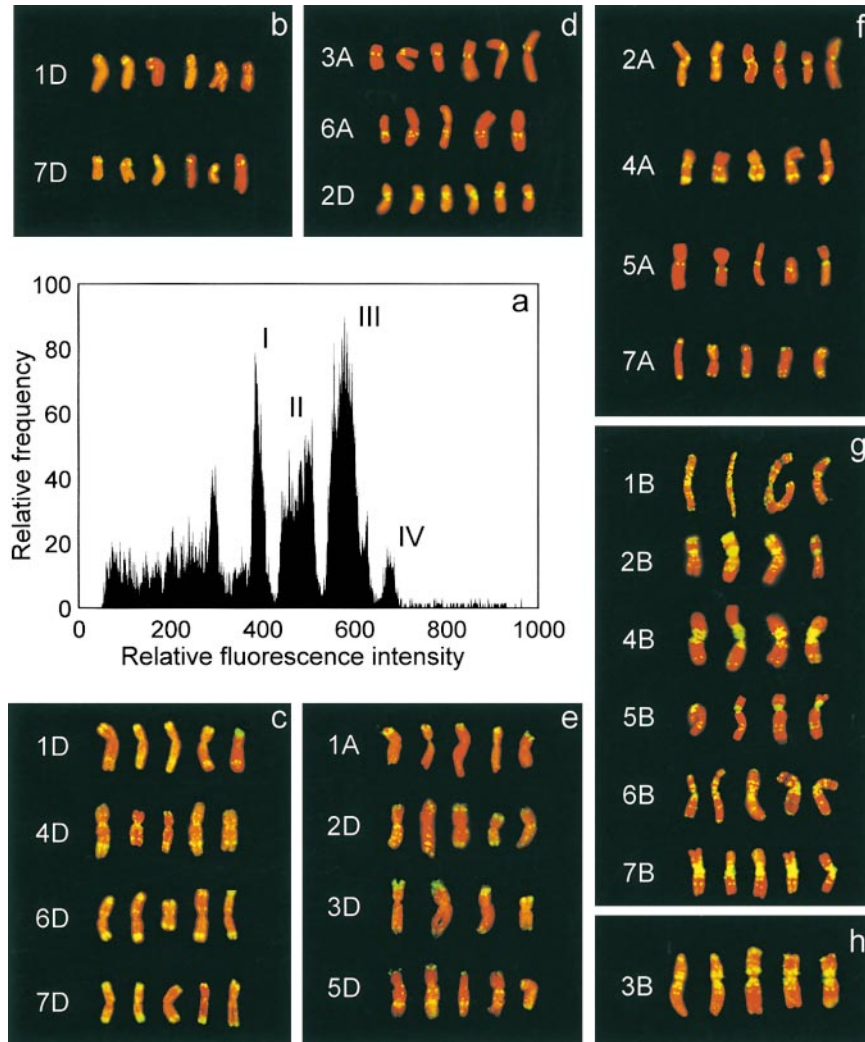 b
1D
7D
d
3A
6A
2D
f
2A
4A
5A
7A
a
100
80
60
40
20
0
Relative frequency
I
II
III
IV
0 200 400 600 800 1000
Relative fluorescence intensity
g
1B
2B
4B
5B
6B
7B
c
1D
4D
6D
7D
e
1A
2D
3D
5D
h
3B